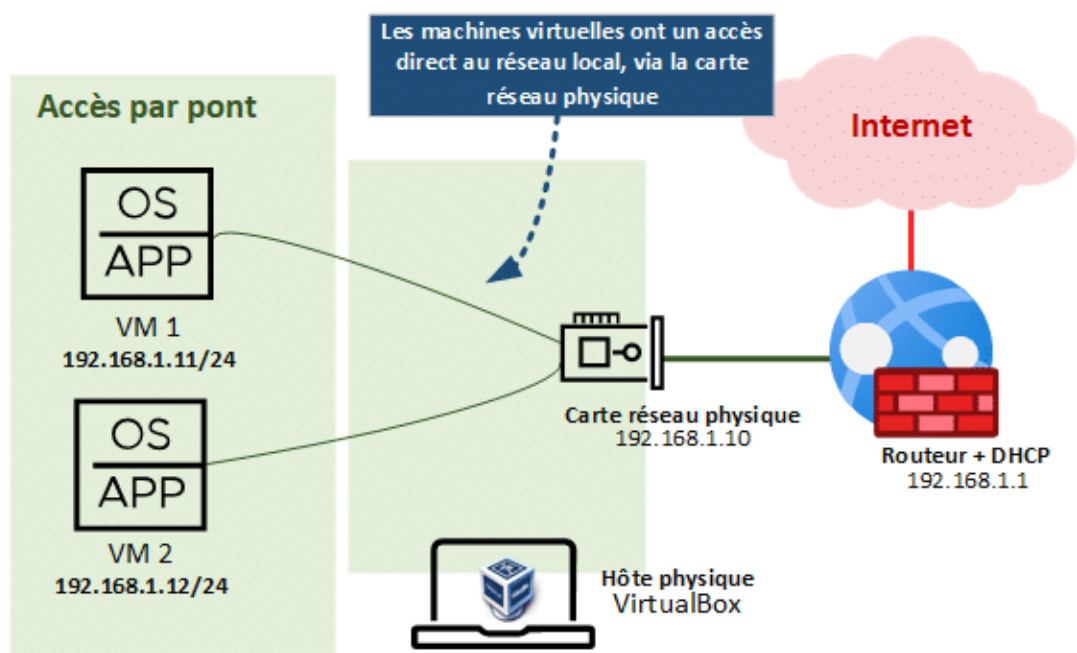 Les machines virtuelles ont un accès
direct au réseau local, via la carte
réseau physique
Accès par pont
Internet
OS
APP
VM 1
192.168.1.11/24
Carte réseau physique
192.168.1.10
Routeur + DHCP
192.168.1.1
OS
APP
VM 2
192.168.1.12/24
Hôte physique
VirtualBox